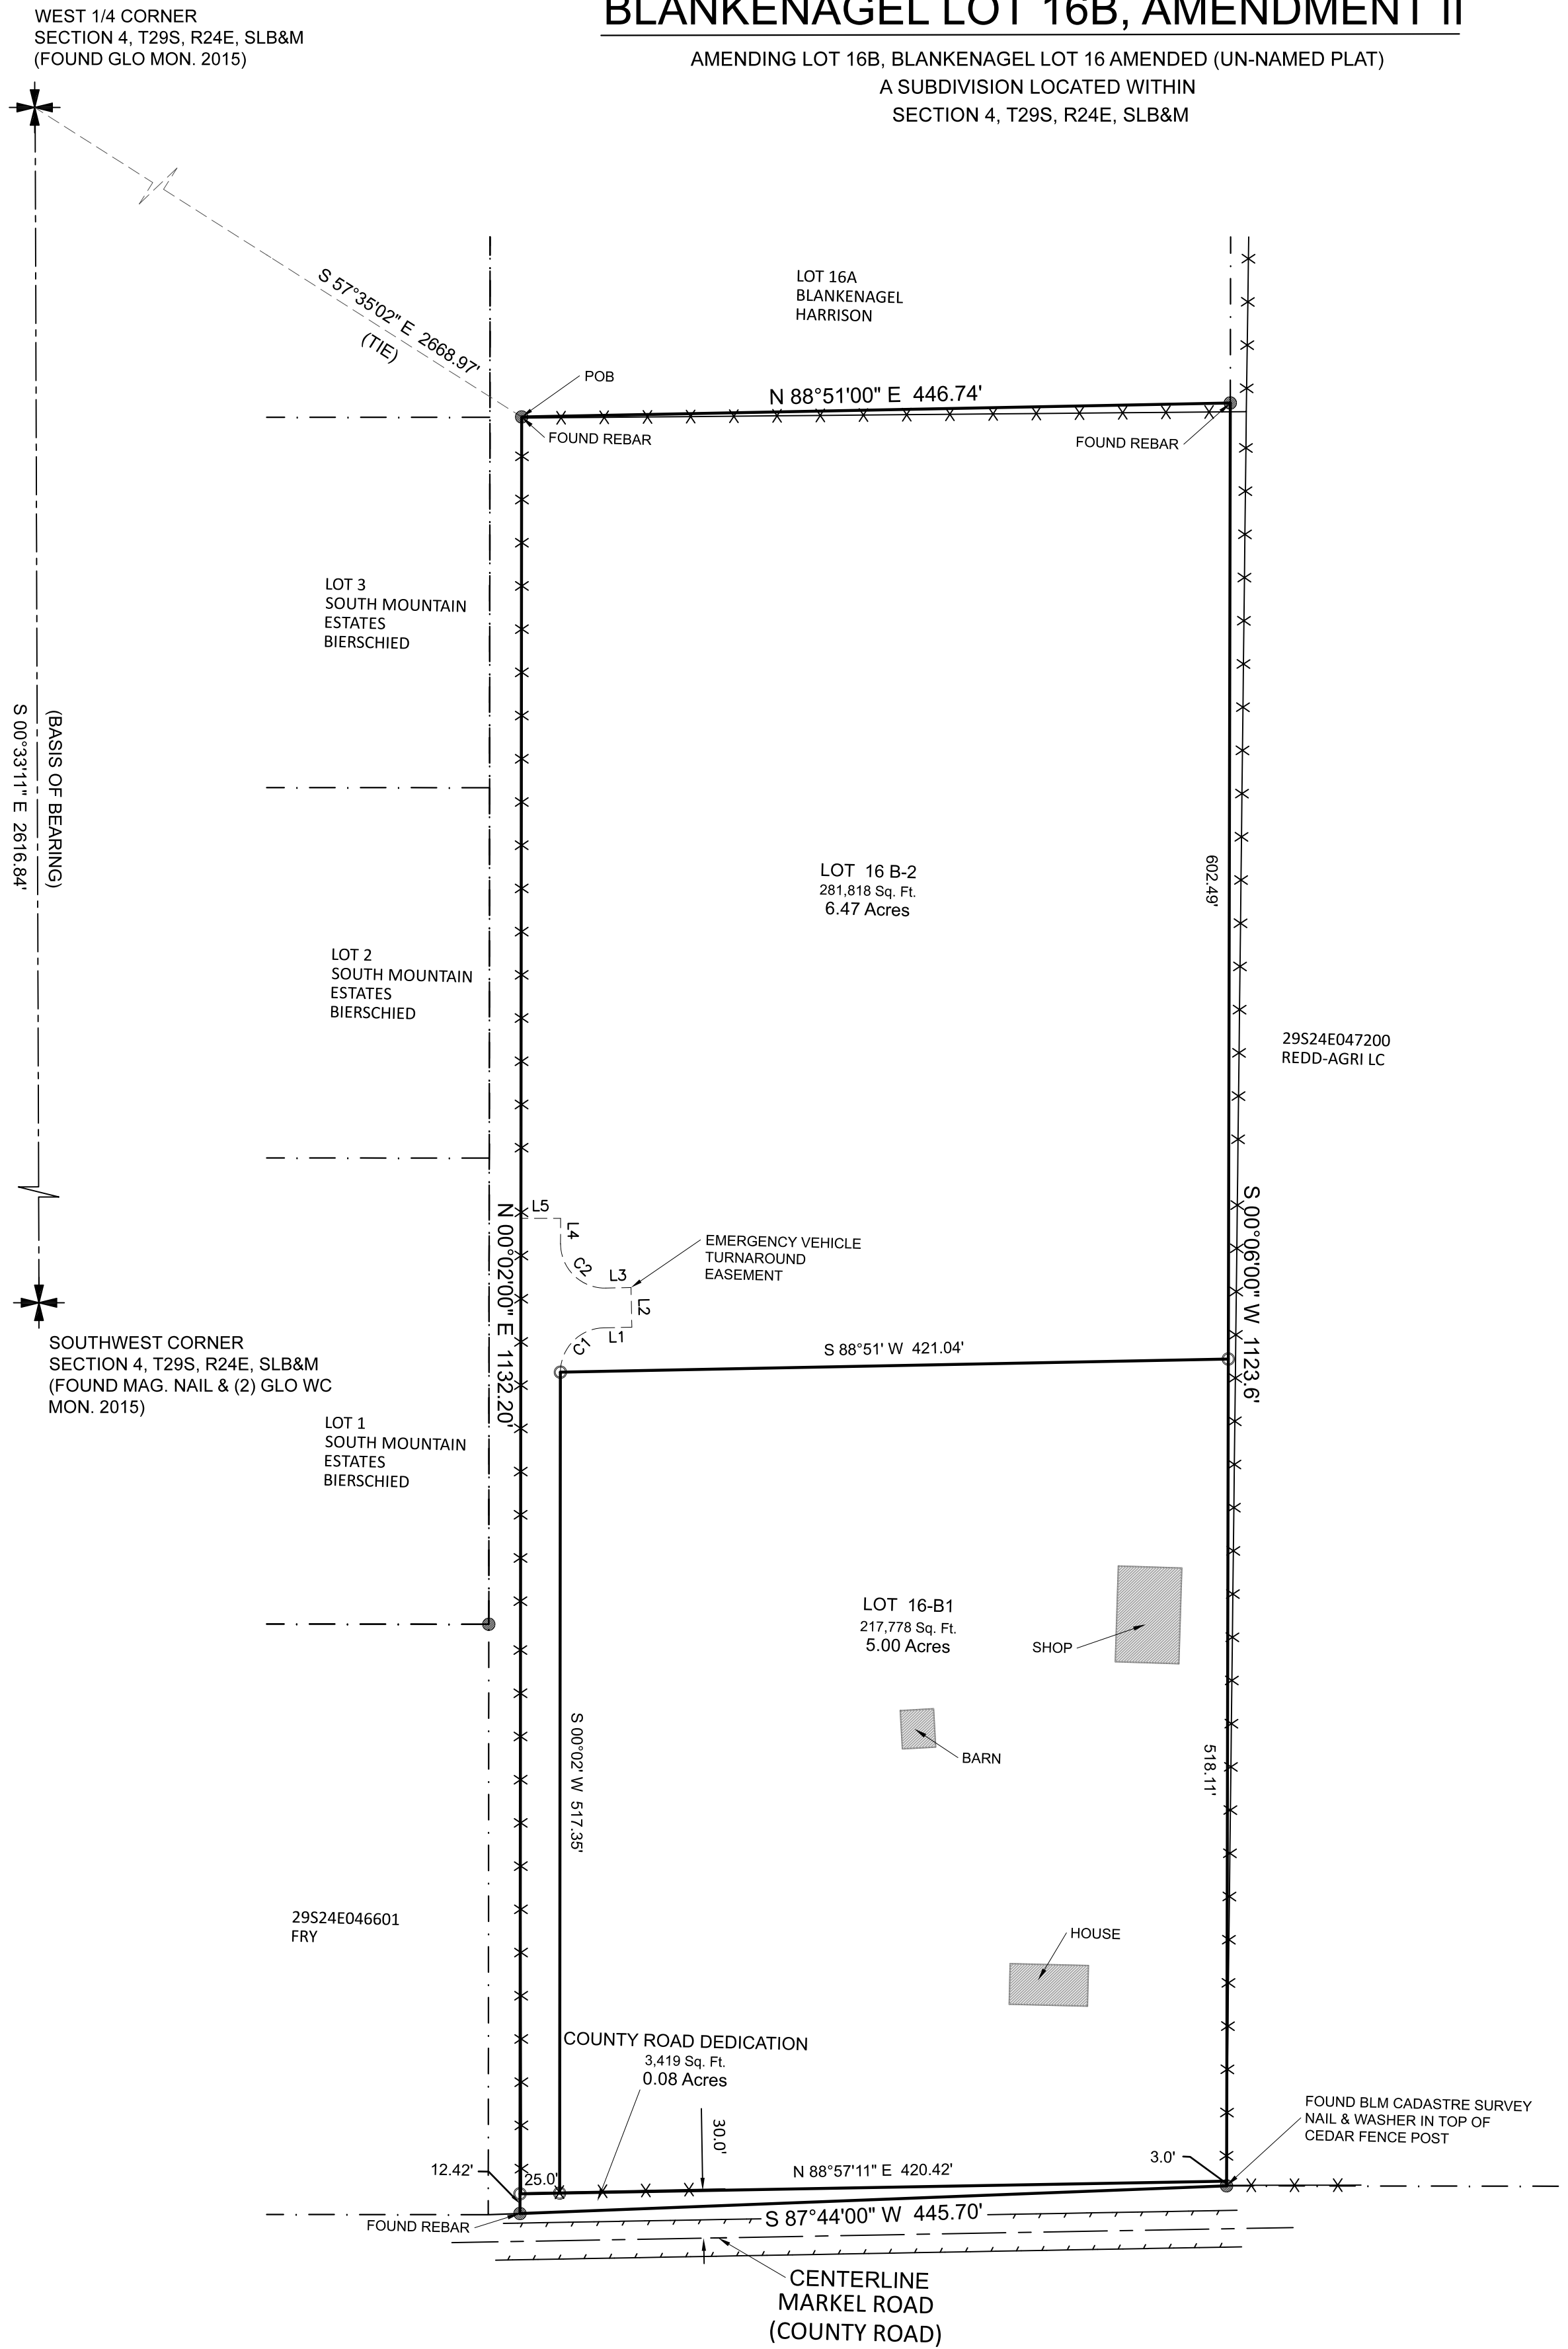 BLANKENAGEL LOT 16B, AMENDMENT II
AMENDING LOT 16B, BLANKENAGEL LOT 16 AMENDED (UN-NAMED PLAT)
A SUBDIVISION LOCATED WITHIN
SECTION 4, T29S, R24E, SLB&M
WEST 1/4 CORNER
SECTION 4, T29S, R24E, SLB&M
(FOUND GLO MON. 2015)
S 57°35'02" E 2668.97'
(TIE)
LOT 16A
BLANKENAGEL
HARRISON
POB
N 88°51'00" E 446.74'
FOUND REBAR
FOUND REBAR
LOT 3
SOUTH MOUNTAIN
ESTATES
BIERSCHIED
(BASIS OF BEARING)
S 00°33'11" E 2616.84'
LOT 16 B-2
281,818 Sq. Ft.
6.47 Acres
602.49'
LOT 2
SOUTH MOUNTAIN
ESTATES
BIERSCHIED
29S24E047200
REDD-AGRI LC
L5
L4
C2
L3
L2
L1
C1
EMERGENCY VEHICLE
TURNAROUND
EASEMENT
N 00°02'00" E 1132.20'
S 00°06'00" W 1123.6'
SOUTHWEST CORNER
SECTION 4, T29S, R24E, SLB&M
(FOUND MAG. NAIL & (2) GLO WC
MON. 2015)
S 88°51' W 421.04'
LOT 1
SOUTH MOUNTAIN
ESTATES
BIERSCHIED
LOT 16-B1
217,778 Sq. Ft.
5.00 Acres
SHOP
BARN
S 00°02' W 517.35'
518.11'
29S24E046601
FRY
HOUSE
COUNTY ROAD DEDICATION
3,419 Sq. Ft.
0.08 Acres
30.0'
FOUND BLM CADASTRE SURVEY
NAIL & WASHER IN TOP OF
CEDAR FENCE POST
12.42'
25.0'
N 88°57'11" E 420.42'
3.0'
FOUND REBAR
S 87°44'00" W 445.70'
CENTERLINE
MARKEL ROAD
(COUNTY ROAD)